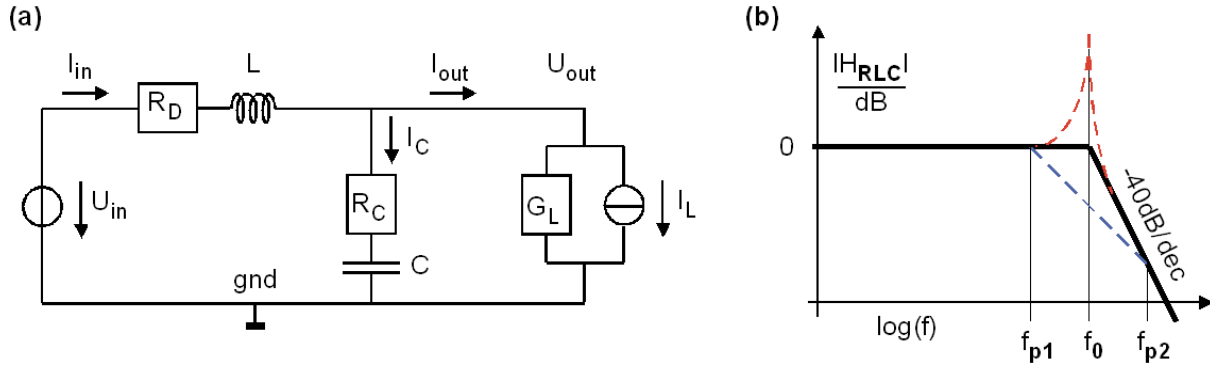 (a)
I_in
L
I_out
U_out
R_D
I_C
U_in
R_C
G_L
I_L
C
gnd
(b)
|H_RLC|
dB
0
-40dB/dec
log(f)
f_p1
f_0
f_p2